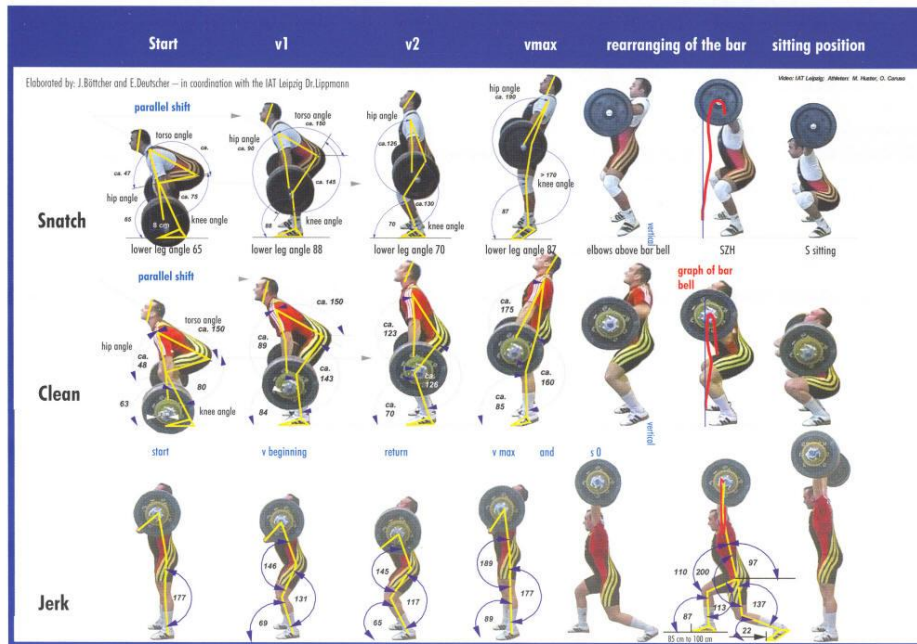 Start v1 v2 vmax rearranging of the bar sitting position
Elaborated by: J.Böttcher and E.Deutscher – in coordination with the IAT Leipzig Dr.Lippmann
Video: IAT Leipzig; Athleten: M. Huster, O. Caruso
parallel shift
torso angle
ca.
ca. 47
hip angle
ca. 75
65
8 cm
knee angle
lower leg angle 65
ca. 150
hip angle
ca. 90
ca. 145
88
knee angle
lower leg angle 88
hip angle
ca.126
ca.130
70
knee angle
lower leg angle 70
hip angle
ca. 190
> 170
knee angle
87
lower leg angle 87
vertical
elbows above bar bell
SZH
S sitting
Snatch
parallel shift
torso angle
ca. 150
hip angle
ca.
48
80
63
knee angle
ca. 150
ca.
89
ca.
143
84
ca.
123
ca.
126
ca.
70
ca.
175
ca.
160
ca.
85
graph of bar
bell
vertical
Clean
start v beginning return v max and s 0
177
146
131
69
145
117
65
189
177
89
110
200
97
113
137
87
22
85 cm to 100 cm
Jerk